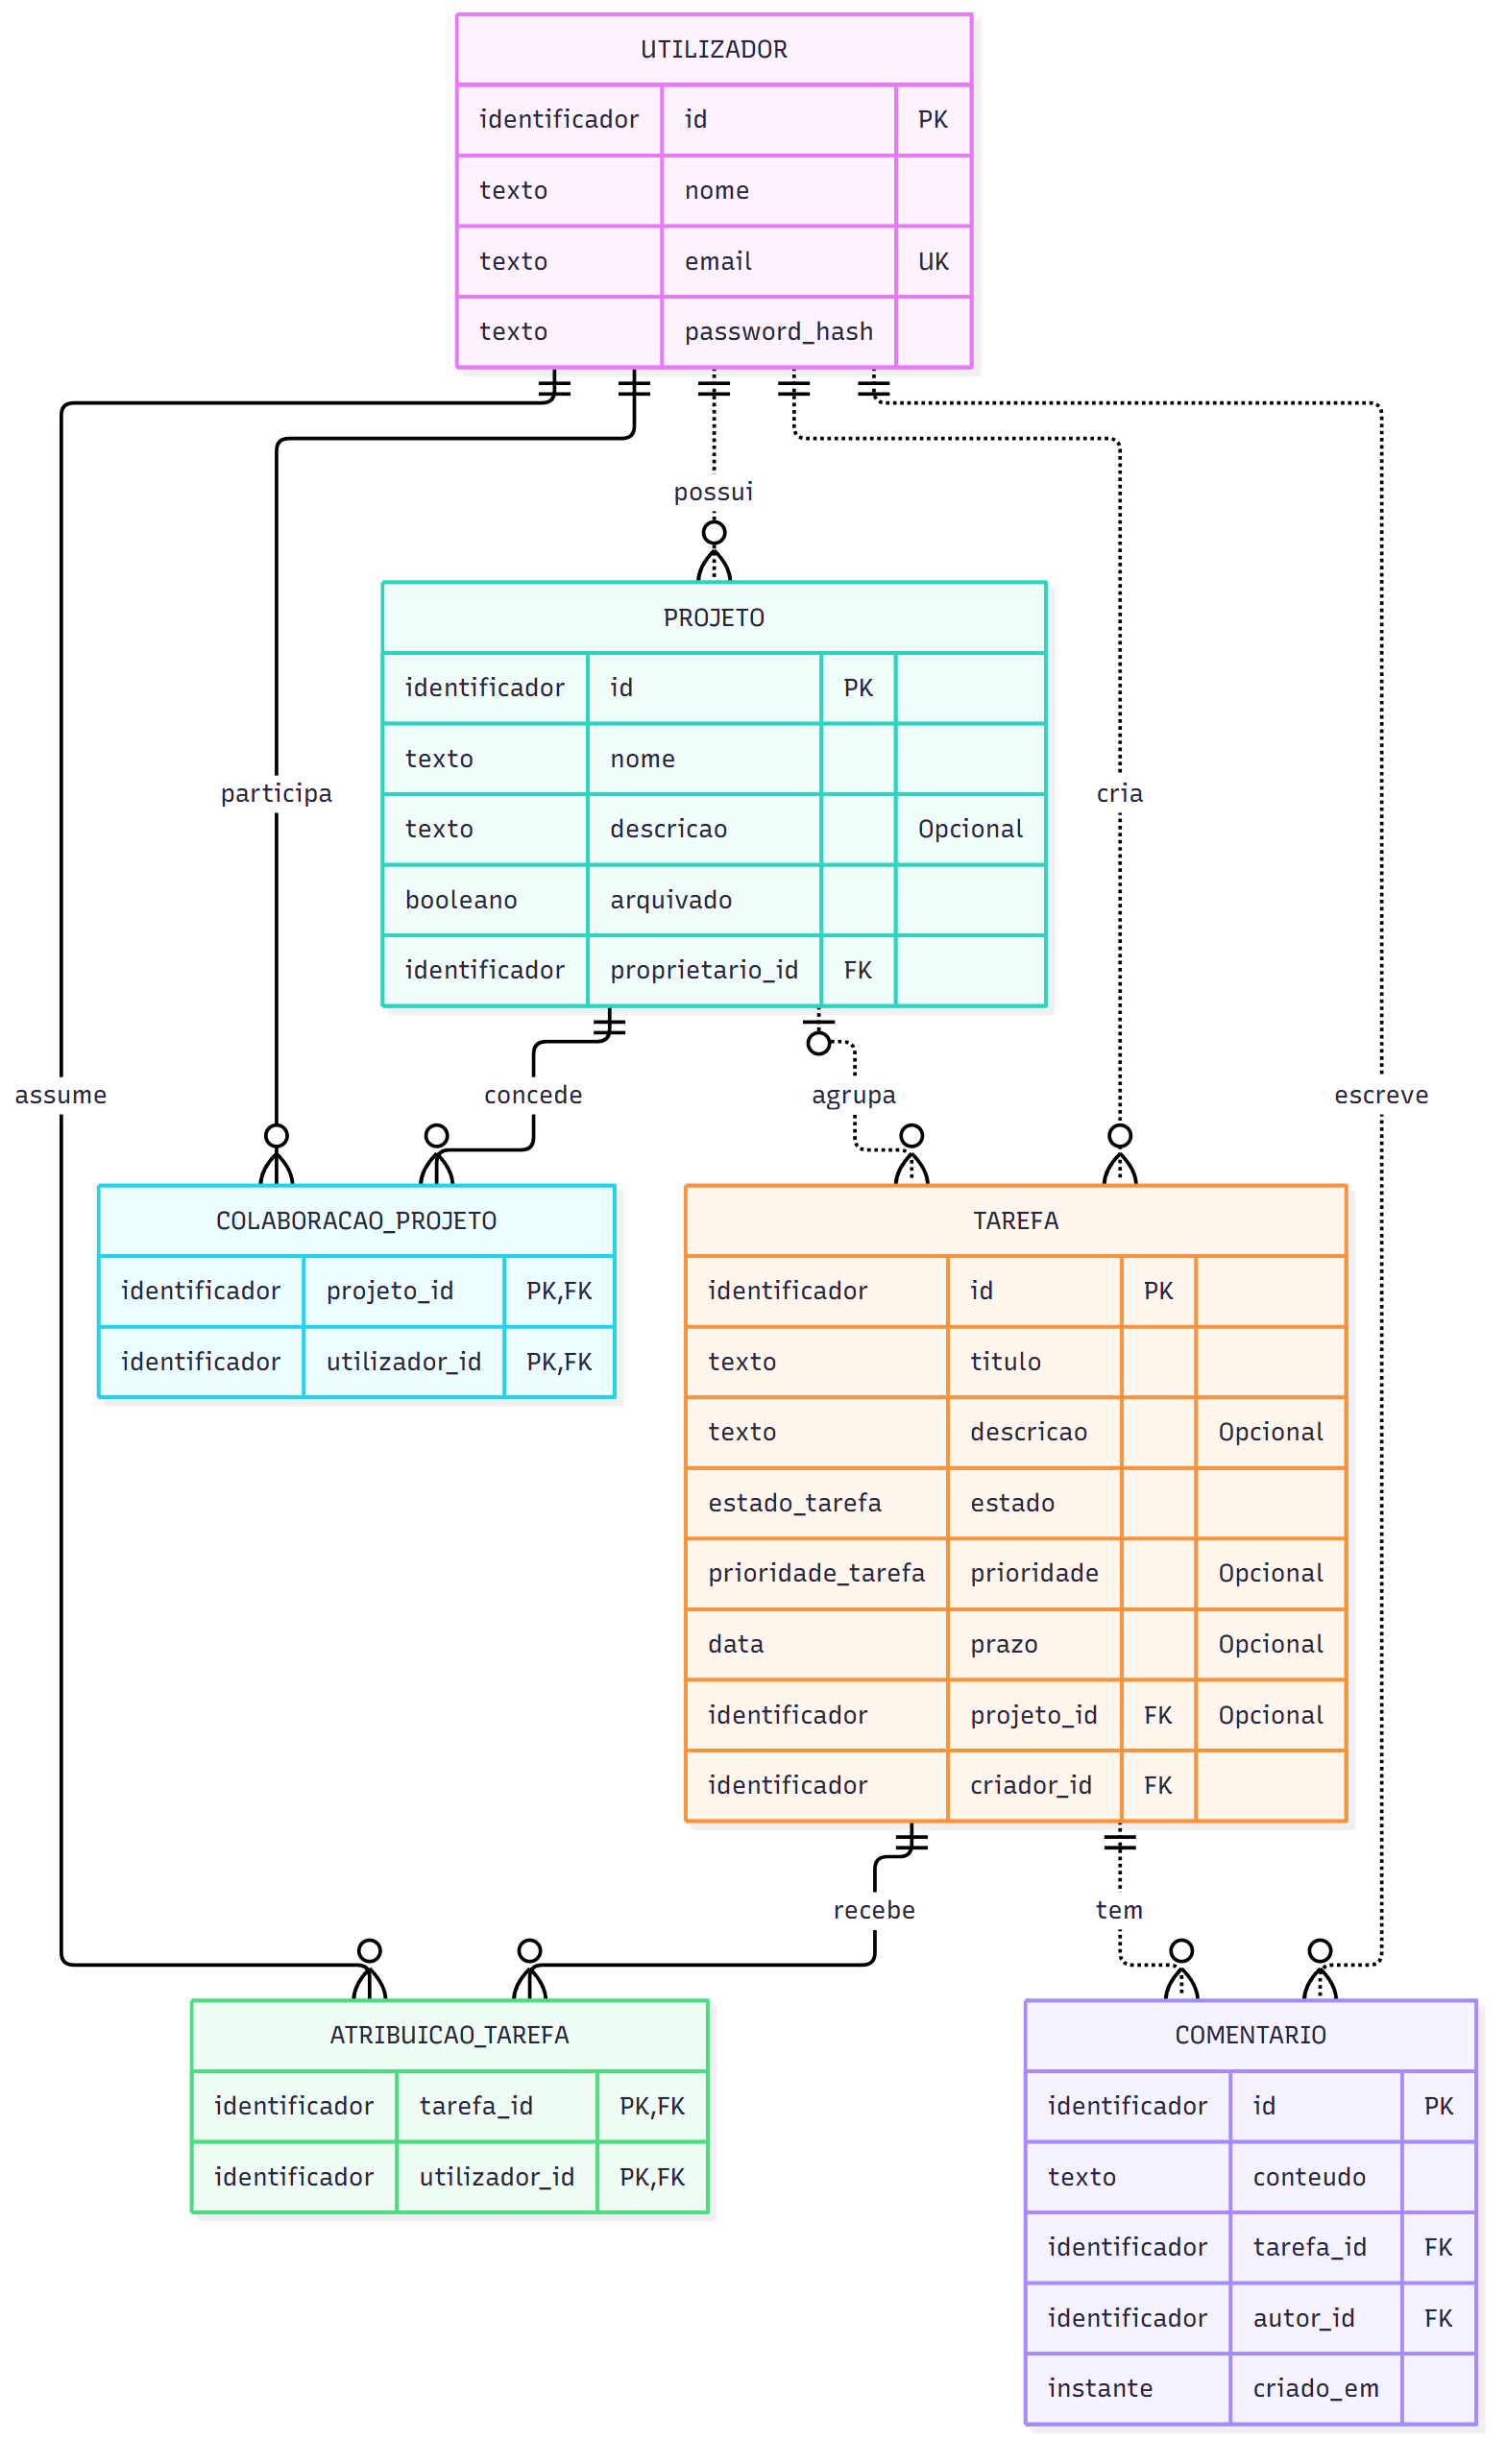 UTILIZADOR
identificador id PK
texto nome
texto email UK
texto password_hash
possui
PROJETO
identificador id PK
texto nome
texto descricao Opcional
booleano arquivado
identificador proprietario_id FK
participa
cria
assume
concede
agrupa
escreve
COLABORACAO_PROJETO
identificador projeto_id PK,FK
identificador utilizador_id PK,FK
TAREFA
identificador id PK
texto titulo
texto descricao Opcional
estado_tarefa estado
prioridade_tarefa prioridade Opcional
data prazo Opcional
identificador projeto_id FK Opcional
identificador criador_id FK
recebe
tem
ATRIBUICAO_TAREFA
identificador tarefa_id PK,FK
identificador utilizador_id PK,FK
COMENTARIO
identificador id PK
texto conteudo
identificador tarefa_id FK
identificador autor_id FK
instante criado_em